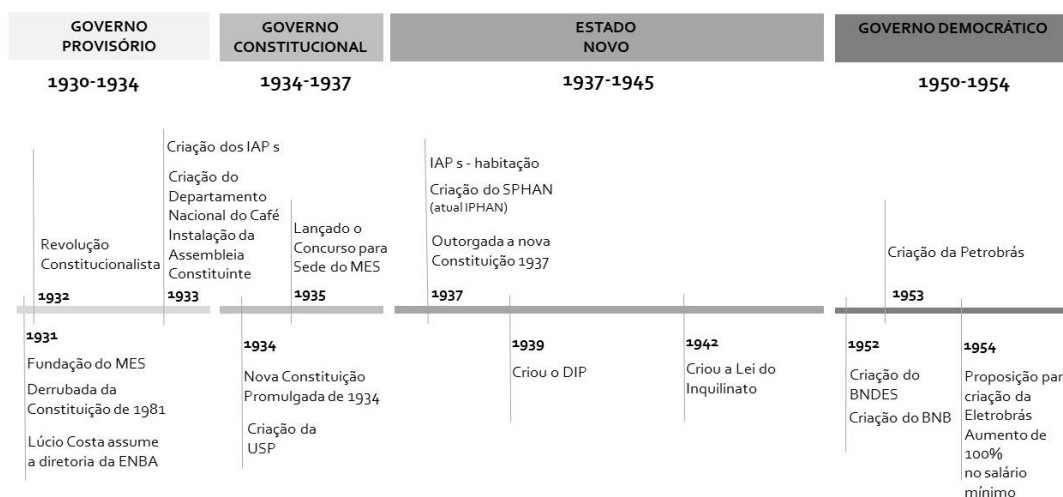 GOVERNO
PROVISÓRIO
1930-1934
GOVERNO
CONSTITUCIONAL
1934-1937
ESTADO
NOVO
1937-1945
GOVERNO DEMOCRÁTICO
1950-1954
Revolução
Constitucionalista
1932
Criação dos IAP s
Criação do
Departamento
Nacional do Café
Instalação da
Assembleia
Constituinte
1933
Lançado o
Concurso para
Sede do MES
1935
IAP s - habitação
Criação do SPHAN
(atual IPHAN)
Outorgada a nova
Constituição 1937
1937
Criação da Petrobrás
1953
1931
Fundação do MES
Derrubada da
Constituição de 1981
Lúcio Costa assume
a diretoria da ENBA
1934
Nova Constituição
Promulgada de 1934
Criação da
USP
1939
Criou o DIP
1942
Criou a Lei do
Inquilinato
1952
Criação do
BNDES
Criação do BNB
1954
Proposição par
criação da
Eletrobrás
Aumento de
100%
no salário
mínimo